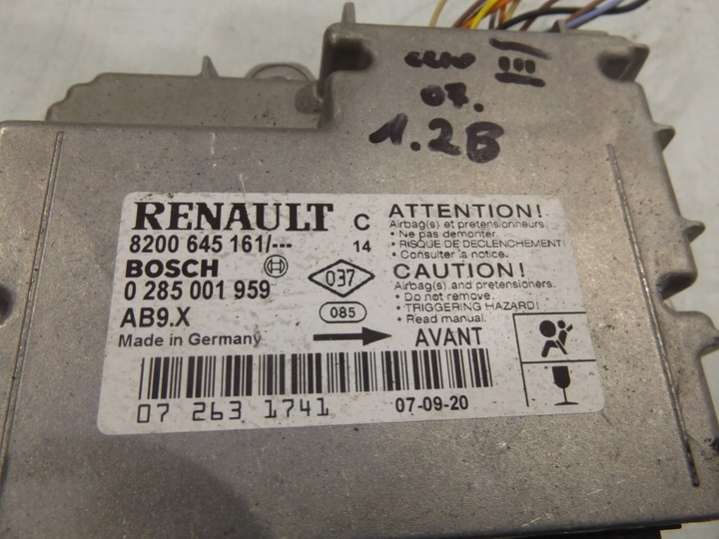 III
07.
1.2B
RENAULT C
8200 645 161/--- 14
BOSCH
0 285 001 959
AB9.X
Made in Germany
037
085
AVANT
ATTENTION!
Airbag(s) et pretensionneurs.
• Ne pas demonter.
• RISQUE DE DECLENCHEMENT!
• Consulter la notice.
CAUTION!
Airbag(s) and pretensioners.
• Do not remove.
• TRIGGERING HAZARD!
• Read manual.
07 263 1741
07-09-20